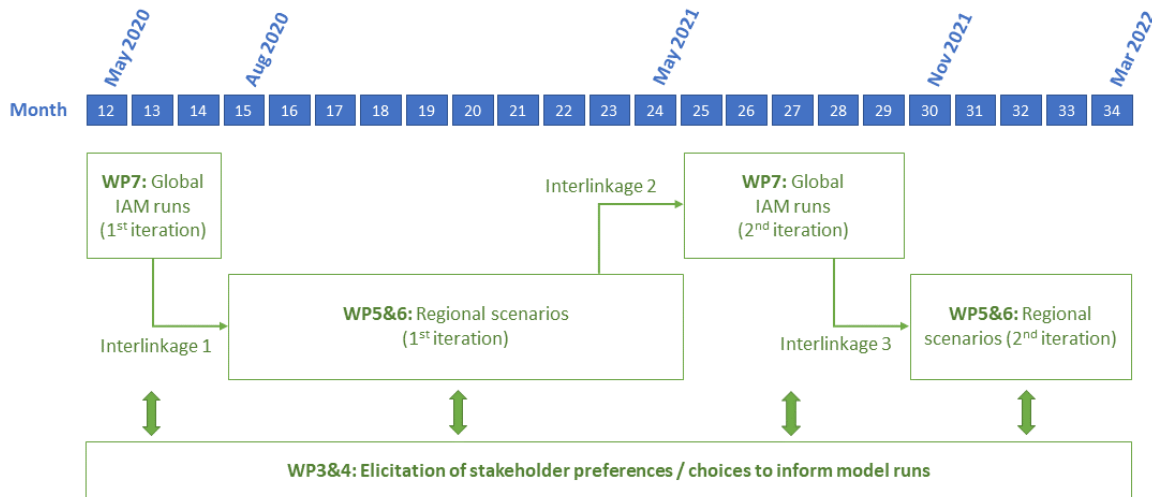 May 2020
Aug 2020
May 2021
Nov 2021
Mar 2022
Month 12 13 14 15 16 17 18 19 20 21 22 23 24 25 26 27 28 29 30 31 32 33 34
WP7: Global
IAM runs
(1st iteration)
Interlinkage 2
WP7: Global
IAM runs
(2nd iteration)
WP5&6: Regional scenarios
(1st iteration)
Interlinkage 1
WP5&6: Regional
scenarios (2nd iteration)
Interlinkage 3
WP3&4: Elicitation of stakeholder preferences / choices to inform model runs